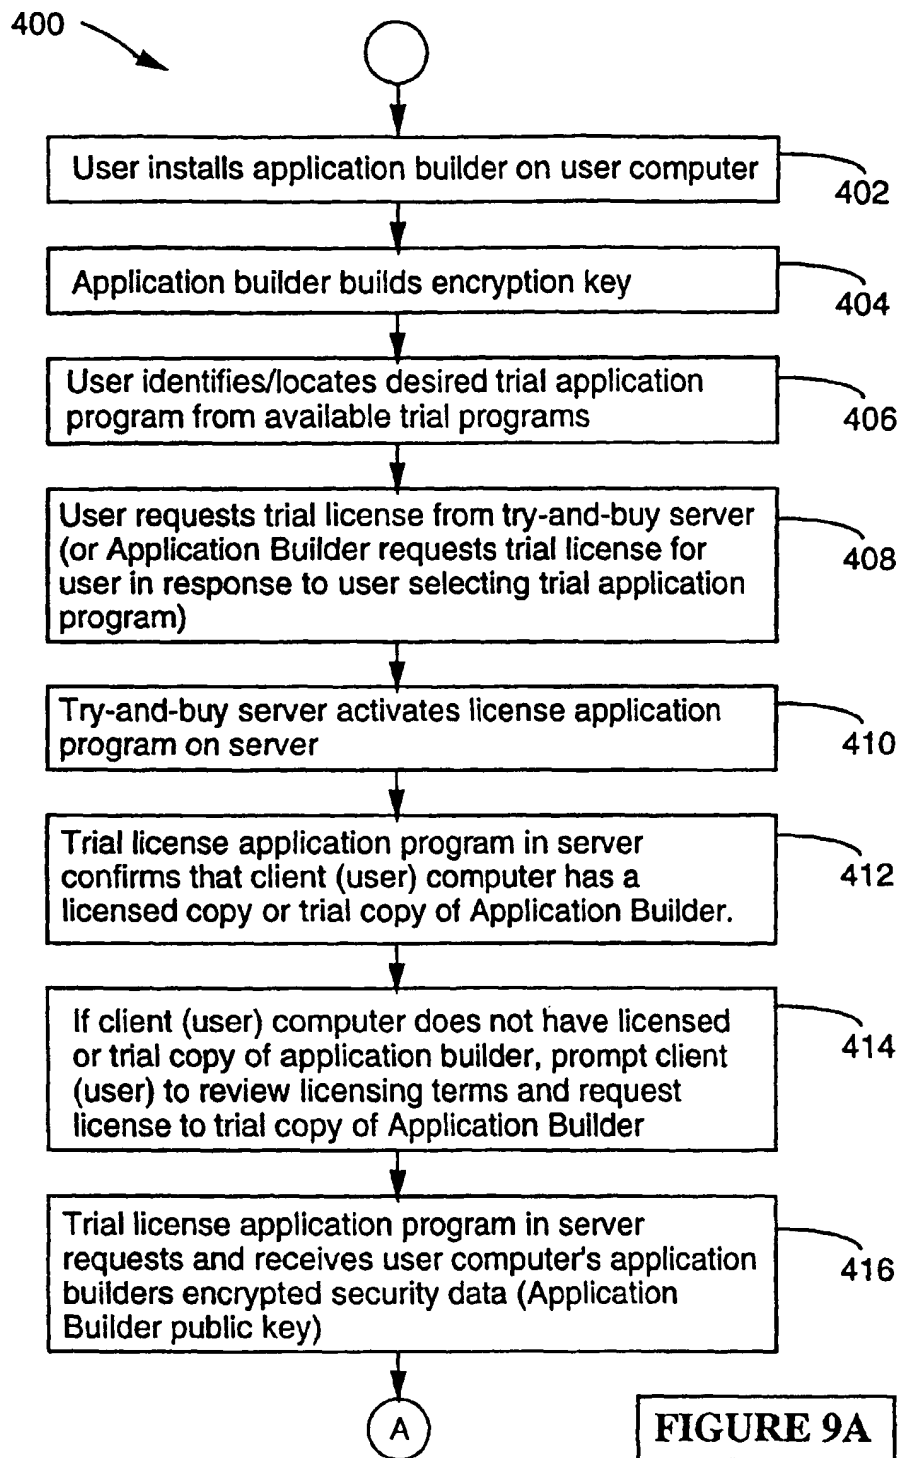 400
User installs application builder on user computer
402
Application builder builds encryption key
404
User identifies/locates desired trial application
program from available trial programs
406
User requests trial license from try-and-buy server
(or Application Builder requests trial license for
user in response to user selecting trial application
program)
408
Try-and-buy server activates license application
program on server
410
Trial license application program in server
confirms that client (user) computer has a
licensed copy or trial copy of Application Builder.
412
If client (user) computer does not have licensed
or trial copy of application builder, prompt client
(user) to review licensing terms and request
license to trial copy of Application Builder
414
Trial license application program in server
requests and receives user computer's application
builders encrypted security data (Application
Builder public key)
416
A
FIGURE 9A